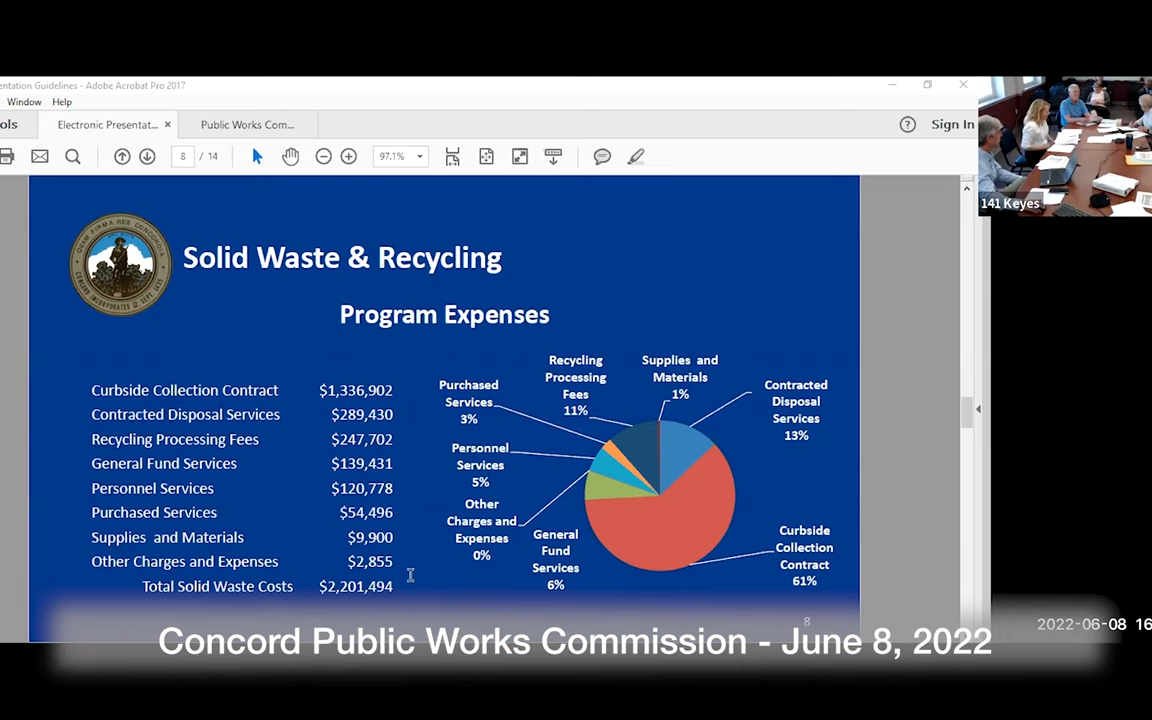 entation Guidelines - Adobe Acrobat Pro 2017
Window Help
ols
Electronic Presentat... ×
Public Works Com...
Sign In
8 / 14
97.1%
141 Keyes
QUAM FIRMA RES CONCORDIA
Solid Waste & Recycling
Program Expenses
Curbside Collection Contract $1,336,902
Contracted Disposal Services $289,430
Recycling Processing Fees $247,702
General Fund Services $139,431
Personnel Services $120,778
Purchased Services $54,496
Supplies and Materials $9,900
Other Charges and Expenses $2,855
Total Solid Waste Costs $2,201,494
Purchased
Services
3%
Recycling
Processing
Fees
11%
Supplies and
Materials
1%
Contracted
Disposal
Services
13%
Personnel
Services
5%
Other
Charges and
Expenses
0%
General
Fund
Services
6%
Curbside
Collection
Contract
61%
8
2022-06-08 16
Concord Public Works Commission - June 8, 2022